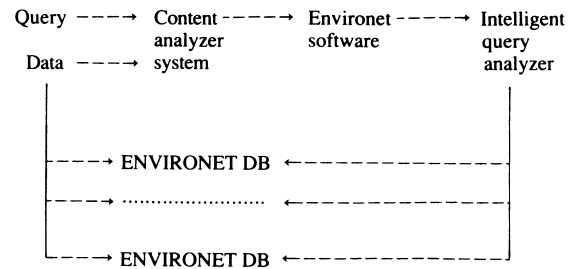 Query Content analyzer system Environet software Intelligent query analyzer
Data
ENVIRONET DB
........................
ENVIRONET DB